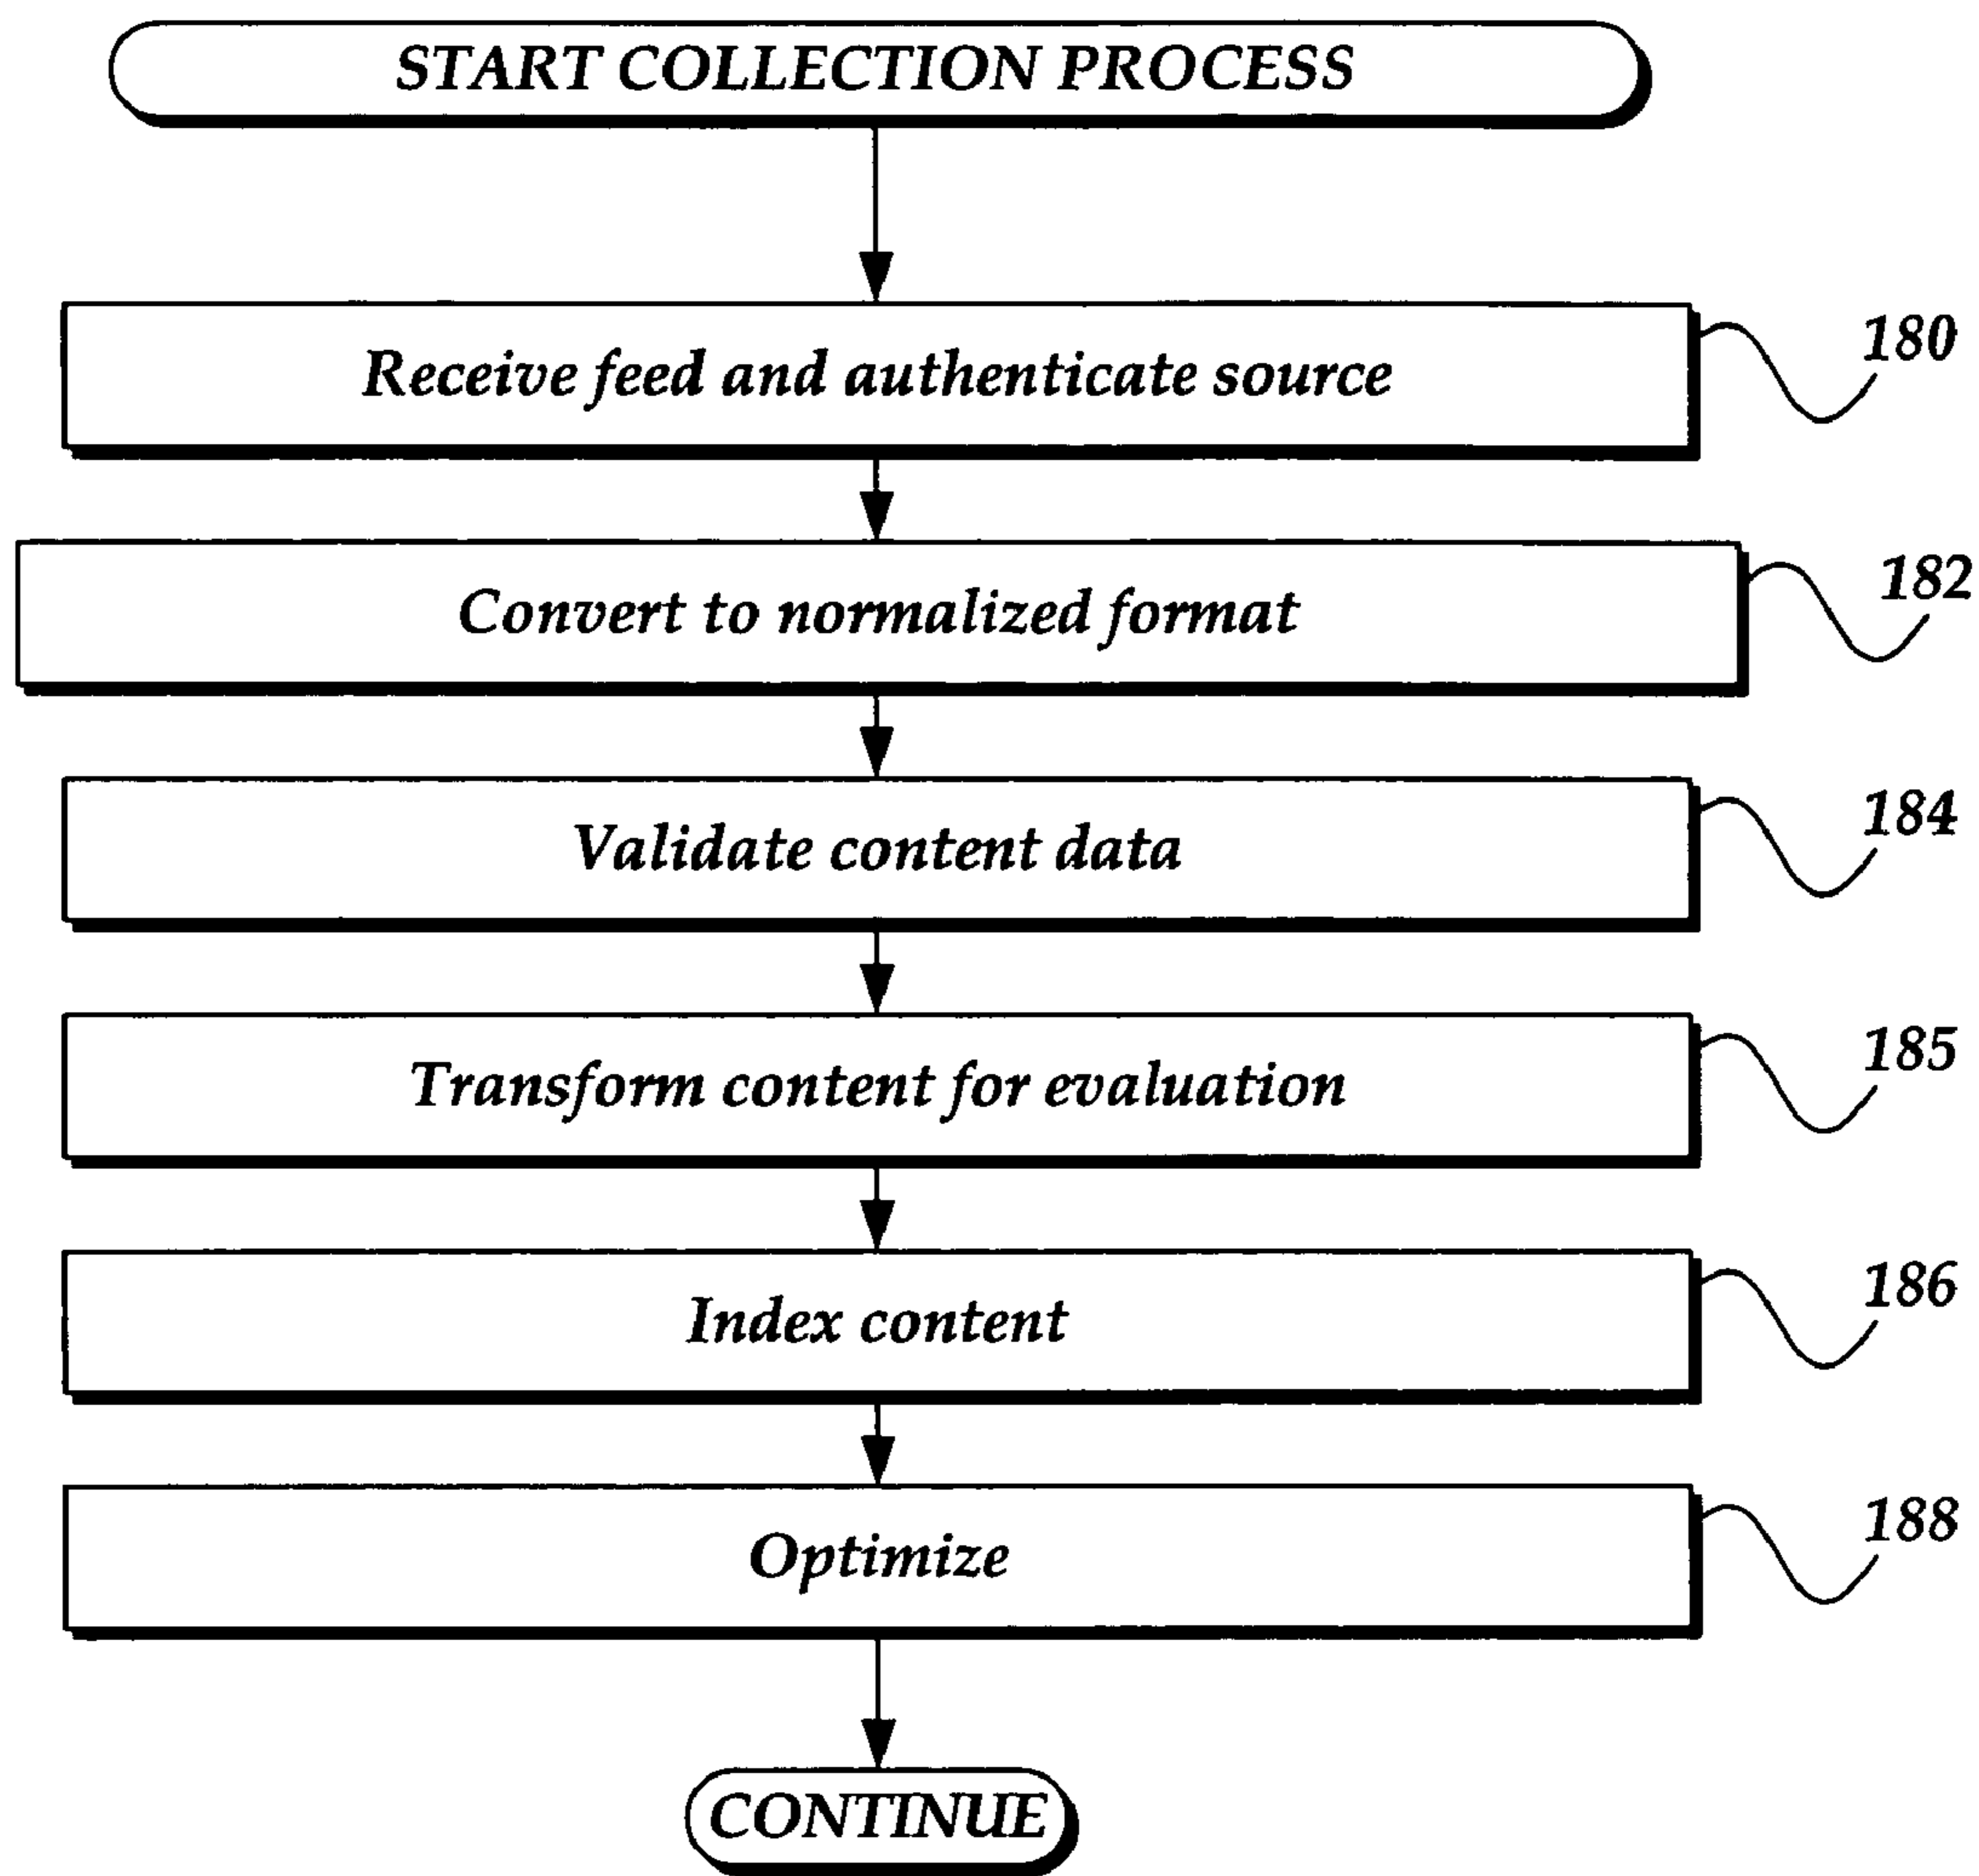 START COLLECTION PROCESS
Receive feed and authenticate source
180
Convert to normalized format
182
Validate content data
184
Transform content for evaluation
185
Index content
186
Optimize
188
CONTINUE